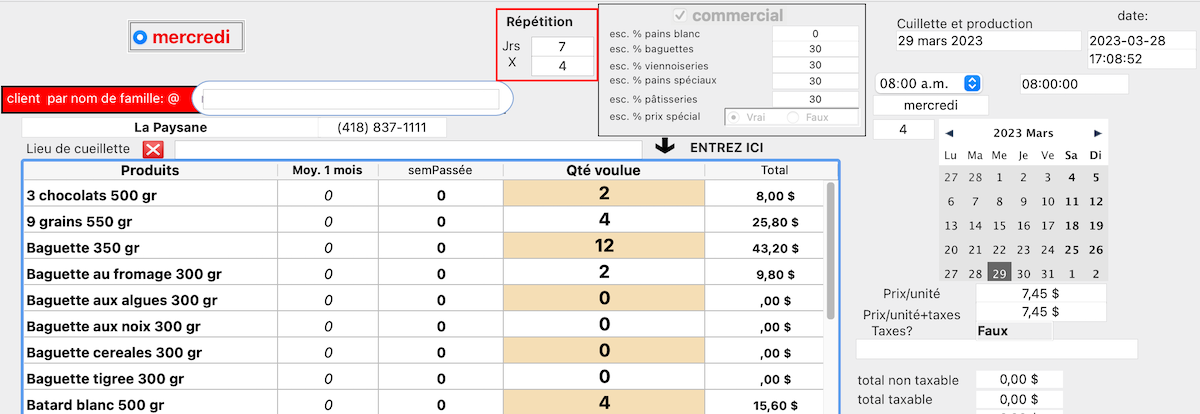 mercredi
Répétition
Jrs 7
X 4
commercial
esc. % pains blanc 0
esc. % baguettes 30
esc. % viennoiseries 30
esc. % pains spéciaux 30
esc. % pâtisseries 30
esc. % prix spécial Vrai Faux
Cuillette et production
29 mars 2023
date:
2023-03-28
17:08:52
08:00 a.m. 08:00:00
mercredi
4
client par nom de famille: @
La Paysane (418) 837-1111
Lieu de cueillette
ENTREZ ICI
Produits Moy. 1 mois semPassée Qté voulue Total
3 chocolats 500 gr 0 0 2 8,00 $
9 grains 550 gr 0 0 4 25,80 $
Baguette 350 gr 0 0 12 43,20 $
Baguette au fromage 300 gr 0 0 2 9,80 $
Baguette aux algues 300 gr 0 0 0 ,00 $
Baguette aux noix 300 gr 0 0 0 ,00 $
Baguette cereales 300 gr 0 0 0 ,00 $
Baguette tigree 300 gr 0 0 0 ,00 $
Batard blanc 500 gr 0 0 4 15,60 $
2023 Mars
Lu Ma Me Je Ve Sa Di
27 28 1 2 3 4 5
6 7 8 9 10 11 12
13 14 15 16 17 18 19
20 21 22 23 24 25 26
27 28 29 30 31 1 2
Prix/unité 7,45 $
Prix/unité+taxes 7,45 $
Taxes? Faux
total non taxable 0,00 $
total taxable 0,00 $